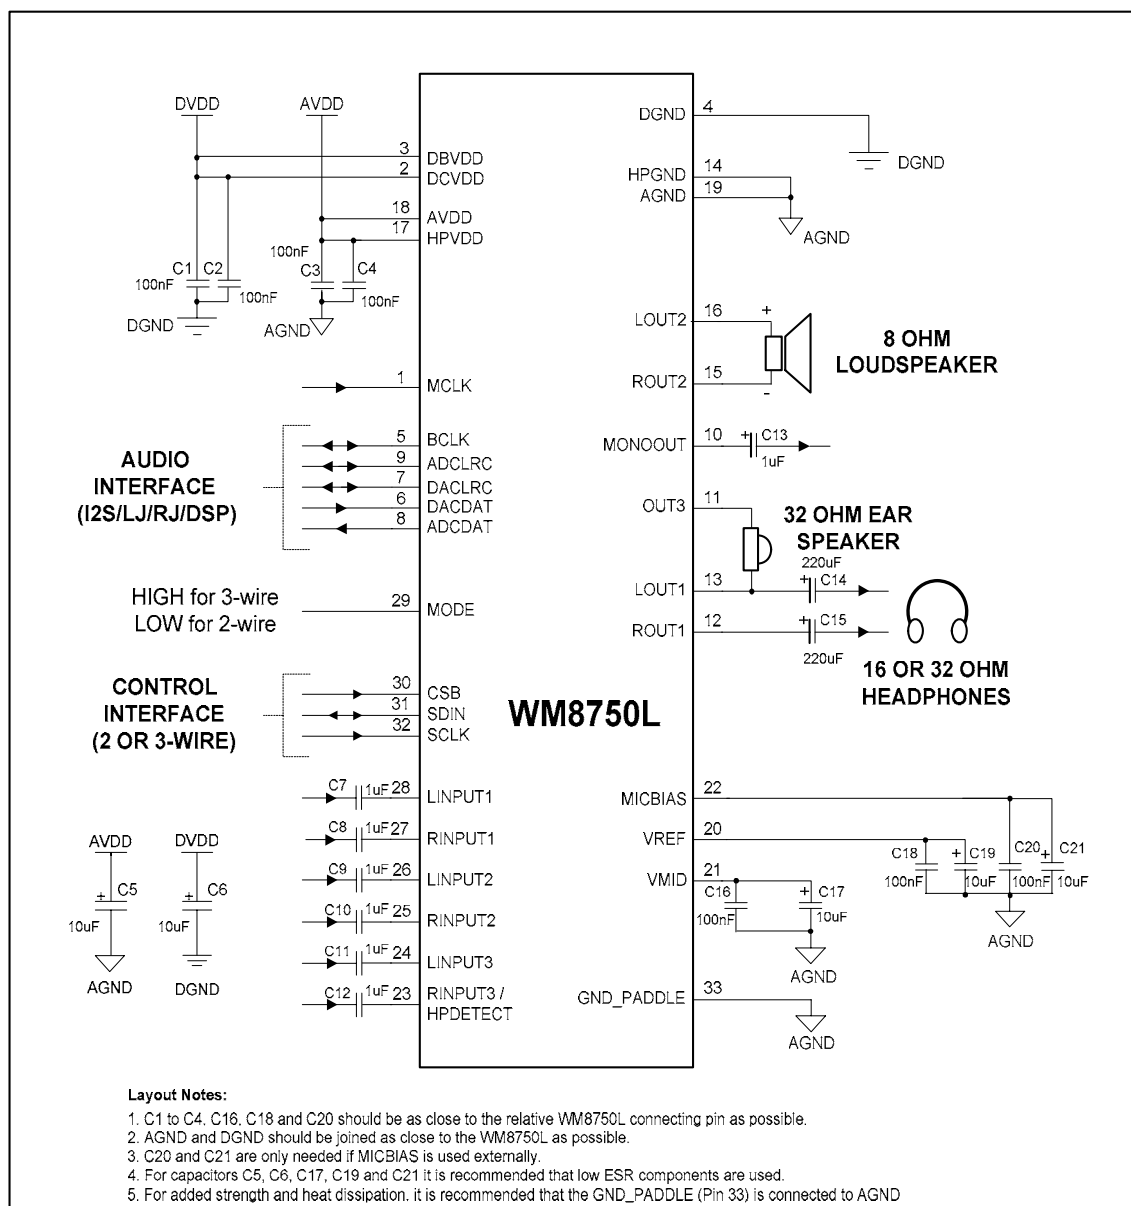 DVDD
AVDD
3 DBVDD
2 DCVDD
18 AVDD
17 HPVDD
C1
100nF
C2
100nF
100nF
C3
C4
100nF
DGND
AGND
DGND 4
DGND
HPGND 14
AGND 19
AGND
LOUT2 16
+
8 OHM
LOUDSPEAKER
ROUT2 15
-
1 MCLK
AUDIO
INTERFACE
(I2S/LJ/RJ/DSP)
5 BCLK
9 ADCLRC
7 DACLRC
6 DACDAT
8 ADCDAT
MONOOUT 10
+ C13
1uF
OUT3 11
32 OHM EAR
SPEAKER
LOUT1 13
220uF
+ C14
ROUT1 12
+ C15
220uF
16 OR 32 OHM
HEADPHONES
HIGH for 3-wire
LOW for 2-wire
29 MODE
CONTROL
INTERFACE
(2 OR 3-WIRE)
30 CSB
31 SDIN
32 SCLK
WM8750L
C7 1uF 28 LINPUT1
C8 1uF 27 RINPUT1
C9 1uF 26 LINPUT2
C10 1uF 25 RINPUT2
C11 1uF 24 LINPUT3
C12 1uF 23 RINPUT3 /
HPDETECT
AVDD
+ C5
10uF
AGND
DVDD
+ C6
10uF
DGND
MICBIAS 22
VREF 20
VMID 21
C18
100nF
+ C19
10uF
C20
100nF
+ C21
10uF
AGND
C16
100nF
+ C17
10uF
AGND
GND_PADDLE 33
AGND
Layout Notes:
1. C1 to C4, C16, C18 and C20 should be as close to the relative WM8750L connecting pin as possible.
2. AGND and DGND should be joined as close to the WM8750L as possible.
3. C20 and C21 are only needed if MICBIAS is used externally.
4. For capacitors C5, C6, C17, C19 and C21 it is recommended that low ESR components are used.
5. For added strength and heat dissipation, it is recommended that the GND_PADDLE (Pin 33) is connected to AGND